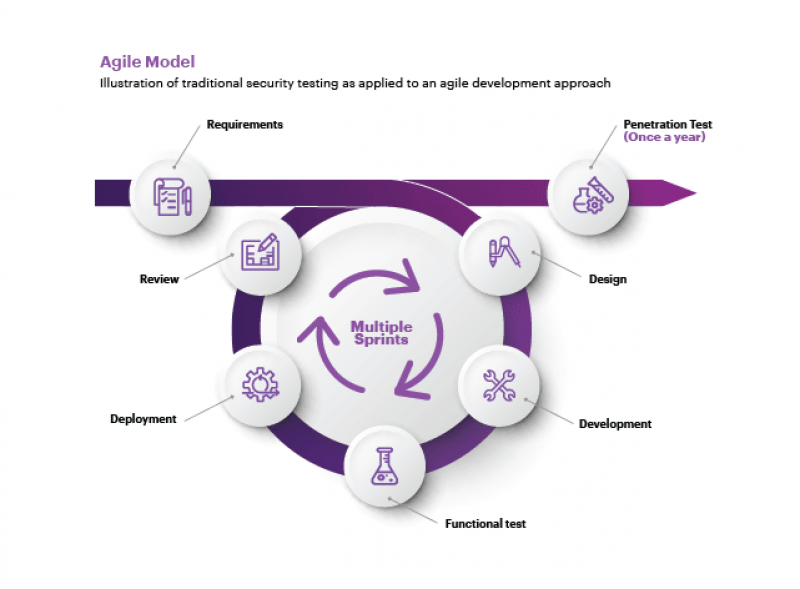 Agile Model
Illustration of traditional security testing as applied to an agile development approach
Requirements
Penetration Test
(Once a year)
Review
Design
Multiple
Sprints
Deployment
Development
Functional test